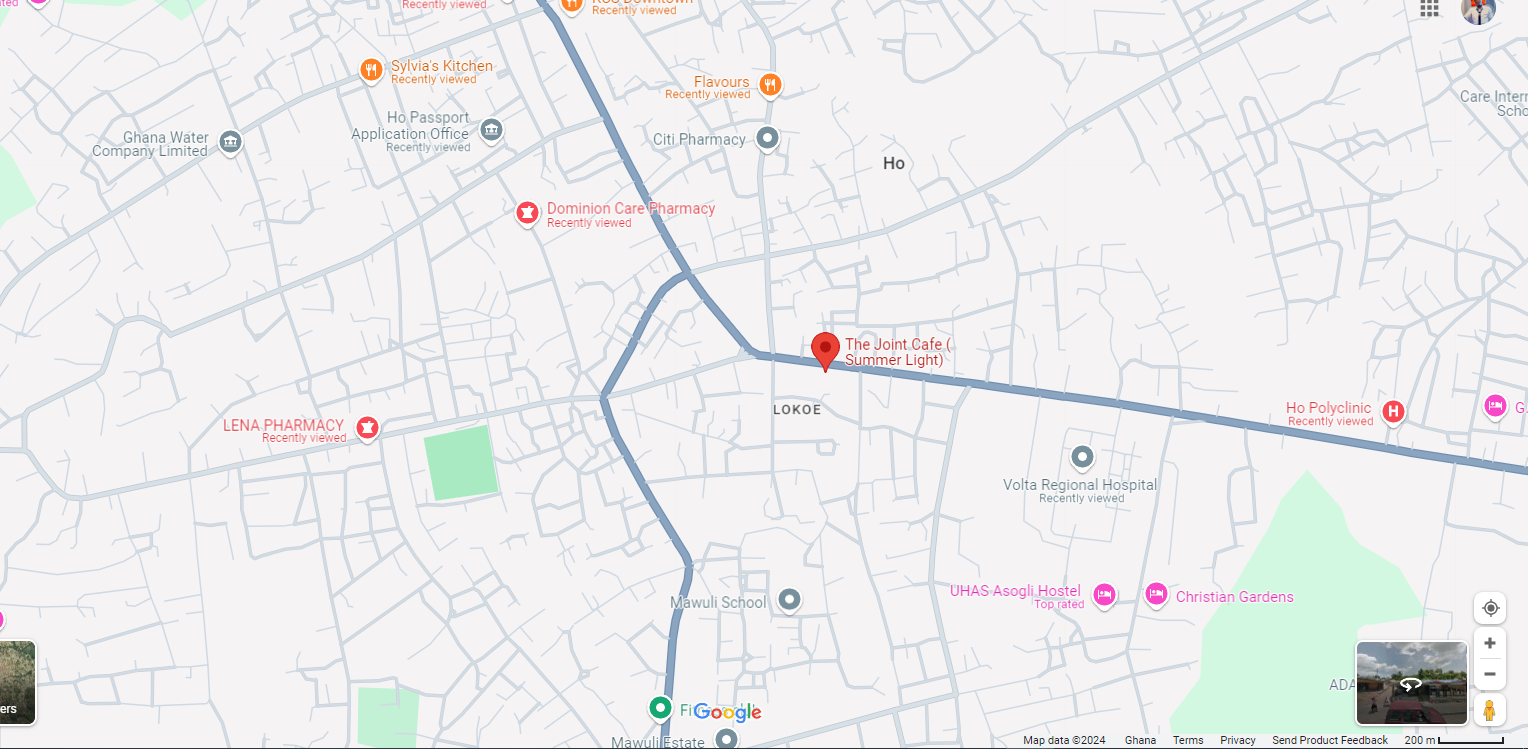 Recently viewed
Recently viewed
Sylvia's Kitchen
Recently viewed
Flavours
Recently viewed
Care Intern
Scho
Ho Passport
Application Office
Recently viewed
Ghana Water
Company Limited
Citi Pharmacy
Ho
Dominion Care Pharmacy
Recently viewed
The Joint Cafe (
Summer Light)
LOKOE
LENA PHARMACY
Recently viewed
Ho Polyclinic
Recently viewed
H
G
Volta Regional Hospital
Recently viewed
UHAS Asogli Hostel
Top rated
Christian Gardens
Mawuli School
ADA
ers
Google
Mawuli Estate
Map data ©2024
Ghana
Terms
Privacy
Send Product Feedback
200 m